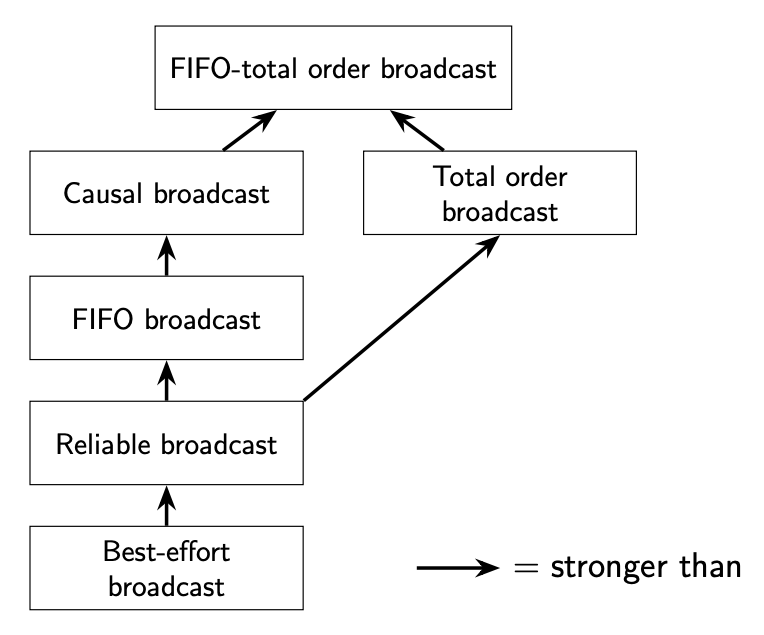 FIFO-total order broadcast
Causal broadcast
Total order
broadcast
FIFO broadcast
Reliable broadcast
Best-effort
broadcast
= stronger than